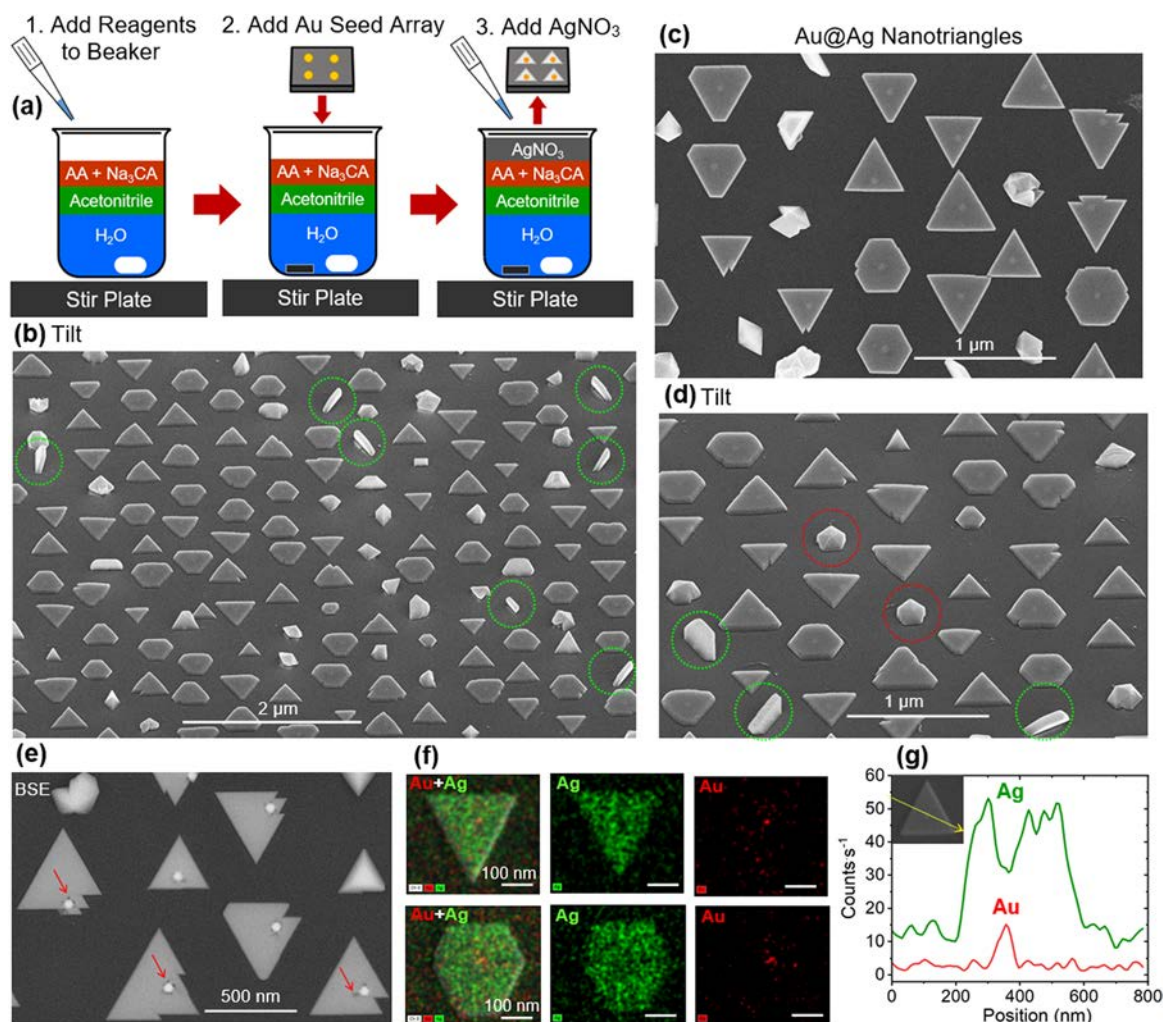 1. Add Reagents
to Beaker
2. Add Au Seed Array
3. Add AgNO₃
(a)
AA + Na₃CA
Acetonitrile
H₂O
Stir Plate
AA + Na₃CA
Acetonitrile
H₂O
Stir Plate
AgNO₃
AA + Na₃CA
Acetonitrile
H₂O
Stir Plate
(b) Tilt
2 µm
(c) Au@Ag Nanotriangles
1 µm
(d) Tilt
1 µm
(e)
BSE
500 nm
(f)
Au+Ag
100 nm
Ag
Au
Au+Ag
100 nm
Ag
Au
(g)
60
50
40
30
20
10
0
Counts·s⁻¹
Ag
Au
0 200 400 600 800
Position (nm)